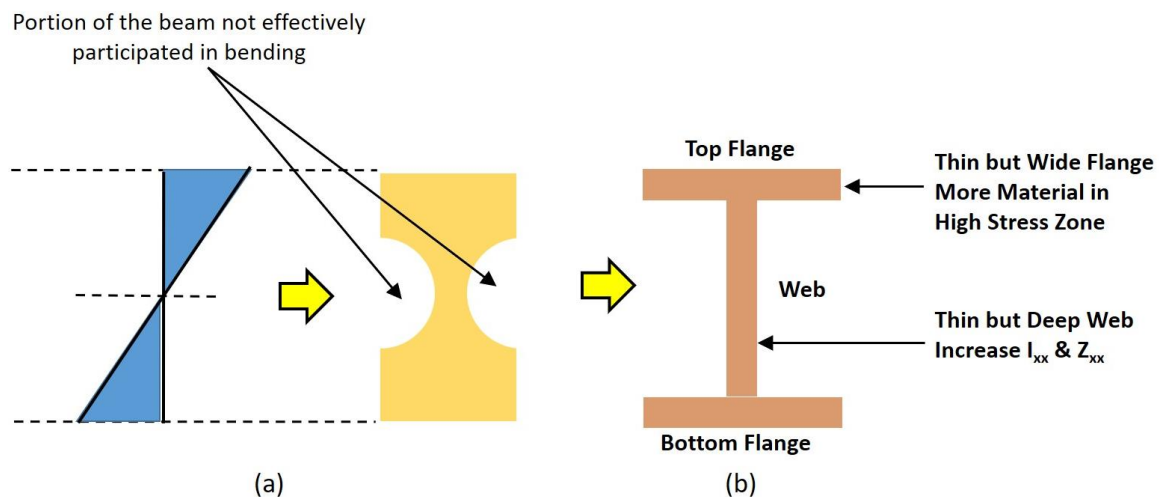 Portion of the beam not effectively
participated in bending
Top Flange
Thin but Wide Flange
More Material in
High Stress Zone
Web
Thin but Deep Web
Increase Ixx & Zxx
Bottom Flange
(a)
(b)